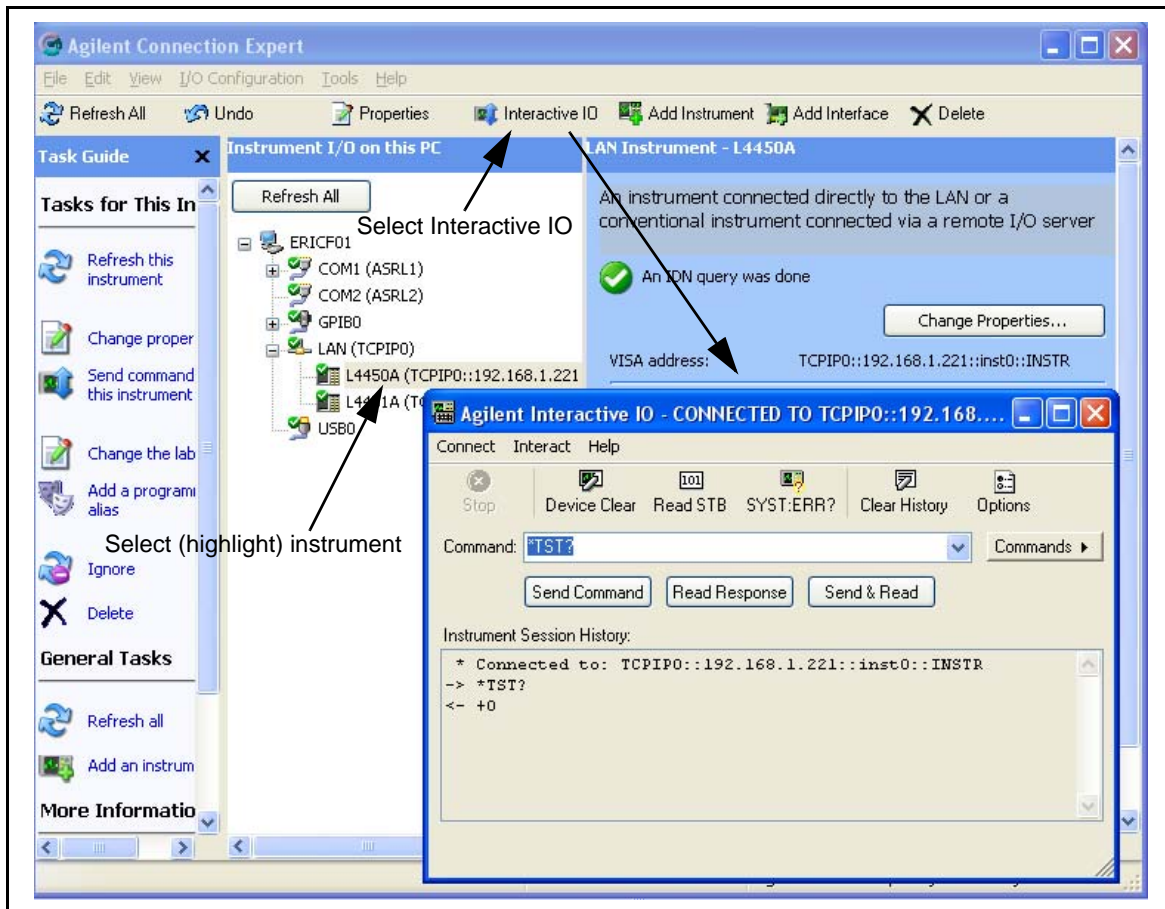 Agilent Connection Expert
File Edit View I/O Configuration Tools Help
Refresh All Undo Properties Interactive IO Add Instrument Add Interface Delete
Task Guide
Tasks for This In
Refresh this
instrument
Change proper
Send command
this instrument
Change the lab
Add a programi
alias
Ignore
Delete
General Tasks
Refresh all
Add an instrum
More Informatio
Instrument I/O on this PC
Refresh All
Select Interactive IO
ERICF01
COM1 (ASRL1)
COM2 (ASRL2)
GPIB0
LAN (TCPIP0)
L4450A (TCPIP0::192.168.1.221
USB0
Select (highlight) instrument
LAN Instrument - L4450A
An instrument connected directly to the LAN or a
conventional instrument connected via a remote I/O server
An IDN query was done
Change Properties...
VISA address: TCPIP0::192.168.1.221::inst0::INSTR
Agilent Interactive IO - CONNECTED TO TCPIP0::192.168....
Connect Interact Help
Stop Device Clear Read STB SYST:ERR? Clear History Options
Command: *TST? Commands
Send Command Read Response Send & Read
Instrument Session History:
* Connected to: TCPIP0::192.168.1.221::inst0::INSTR
-> *TST?
<- +0